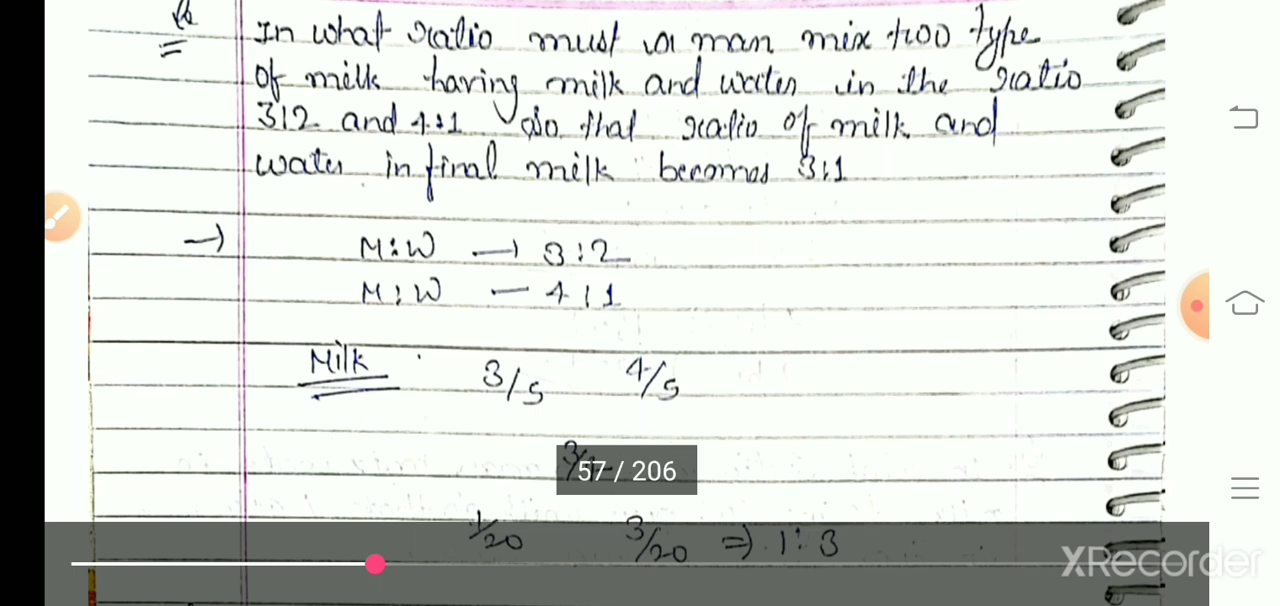 In what ratio must a man mix two type
of milk having milk and water in the ratio
3:2 and 4:1 so that ratio of milk and
water in final milk becomes 3:1
→ M:W → 3:2
M:W - 4:1
Milk 3/5 4/5
57 / 206
1/20 3/20 ⇒ 1:3
XRecorder